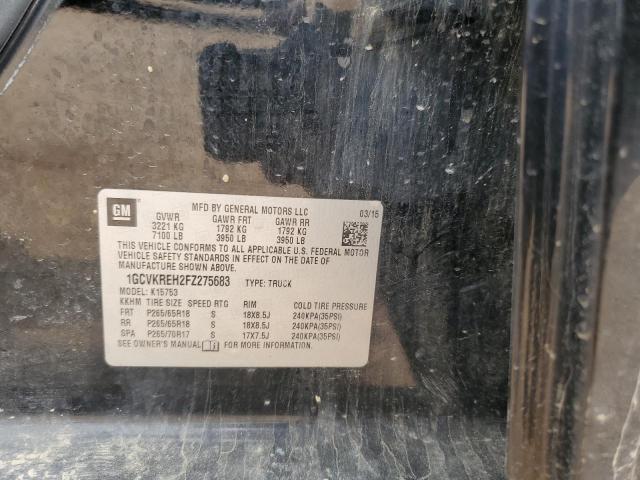 GM
MFD BY GENERAL MOTORS LLC 03/15
GVWR GAWR FRT GAWR RR
3221 KG 1792 KG 1792 KG
7100 LB 3950 LB 3950 LB
THIS VEHICLE CONFORMS TO ALL APPLICABLE U.S. FEDERAL MOTOR
VEHICLE SAFETY STANDARDS IN EFFECT ON THE DATE OF
MANUFACTURE SHOWN ABOVE.
1GCVKREH2FZ275683 TYPE: TRUCK
MODEL: K15753
KKHM TIRE SIZE SPEED RTG RIM COLD TIRE PRESSURE
FRT P265/65R18 S 18X8.5J 240KPA(35PSI)
RR P265/65R18 S 18X8.5J 240KPA(35PSI)
SPA P265/70R17 S 17X7.5J 240KPA(35PSI)
SEE OWNER'S MANUAL FOR MORE INFORMATION.